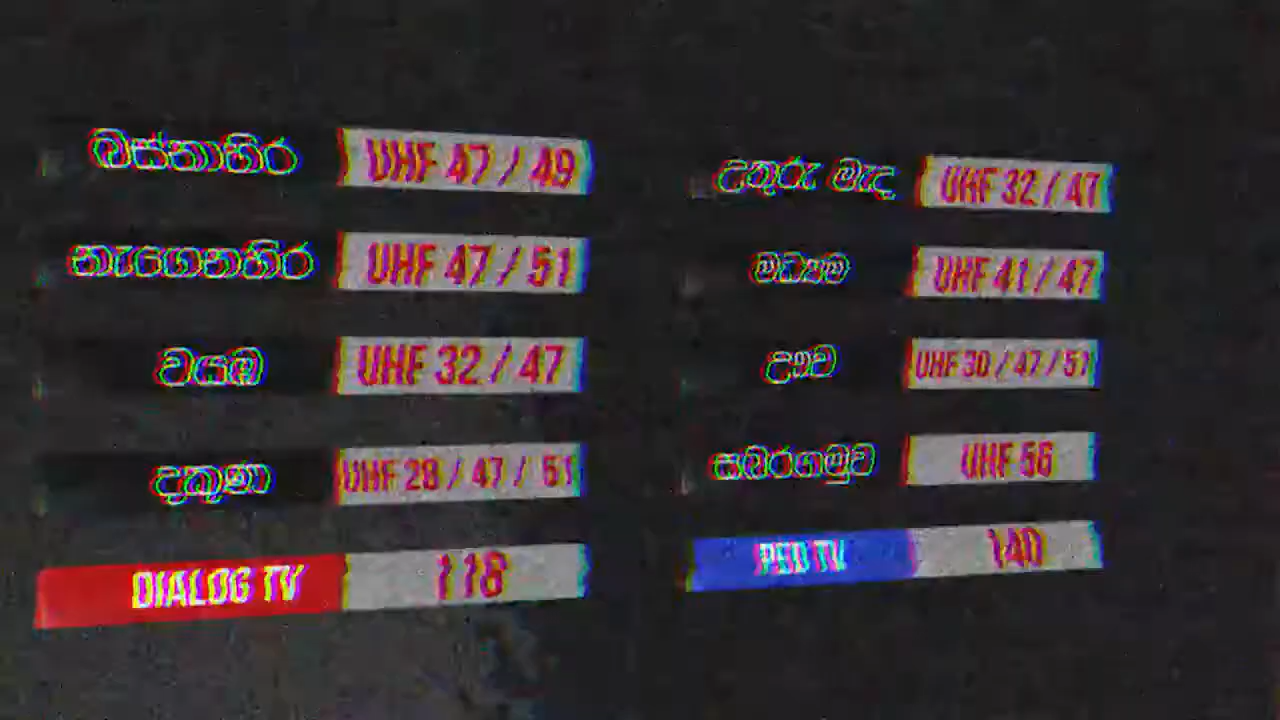 බස්නාහිර UHF 47 / 49
නැගෙනහිර UHF 47 / 51
වයඹ UHF 32 / 47
දකුණ UHF 28 / 47 / 51
DIALOG TV 118
උතුරු මැද UHF 32 / 47
මධ්‍යම UHF 41 / 47
ඌව UHF 30 / 47 / 51
සබරගමුව UHF 56
PEO TV 140